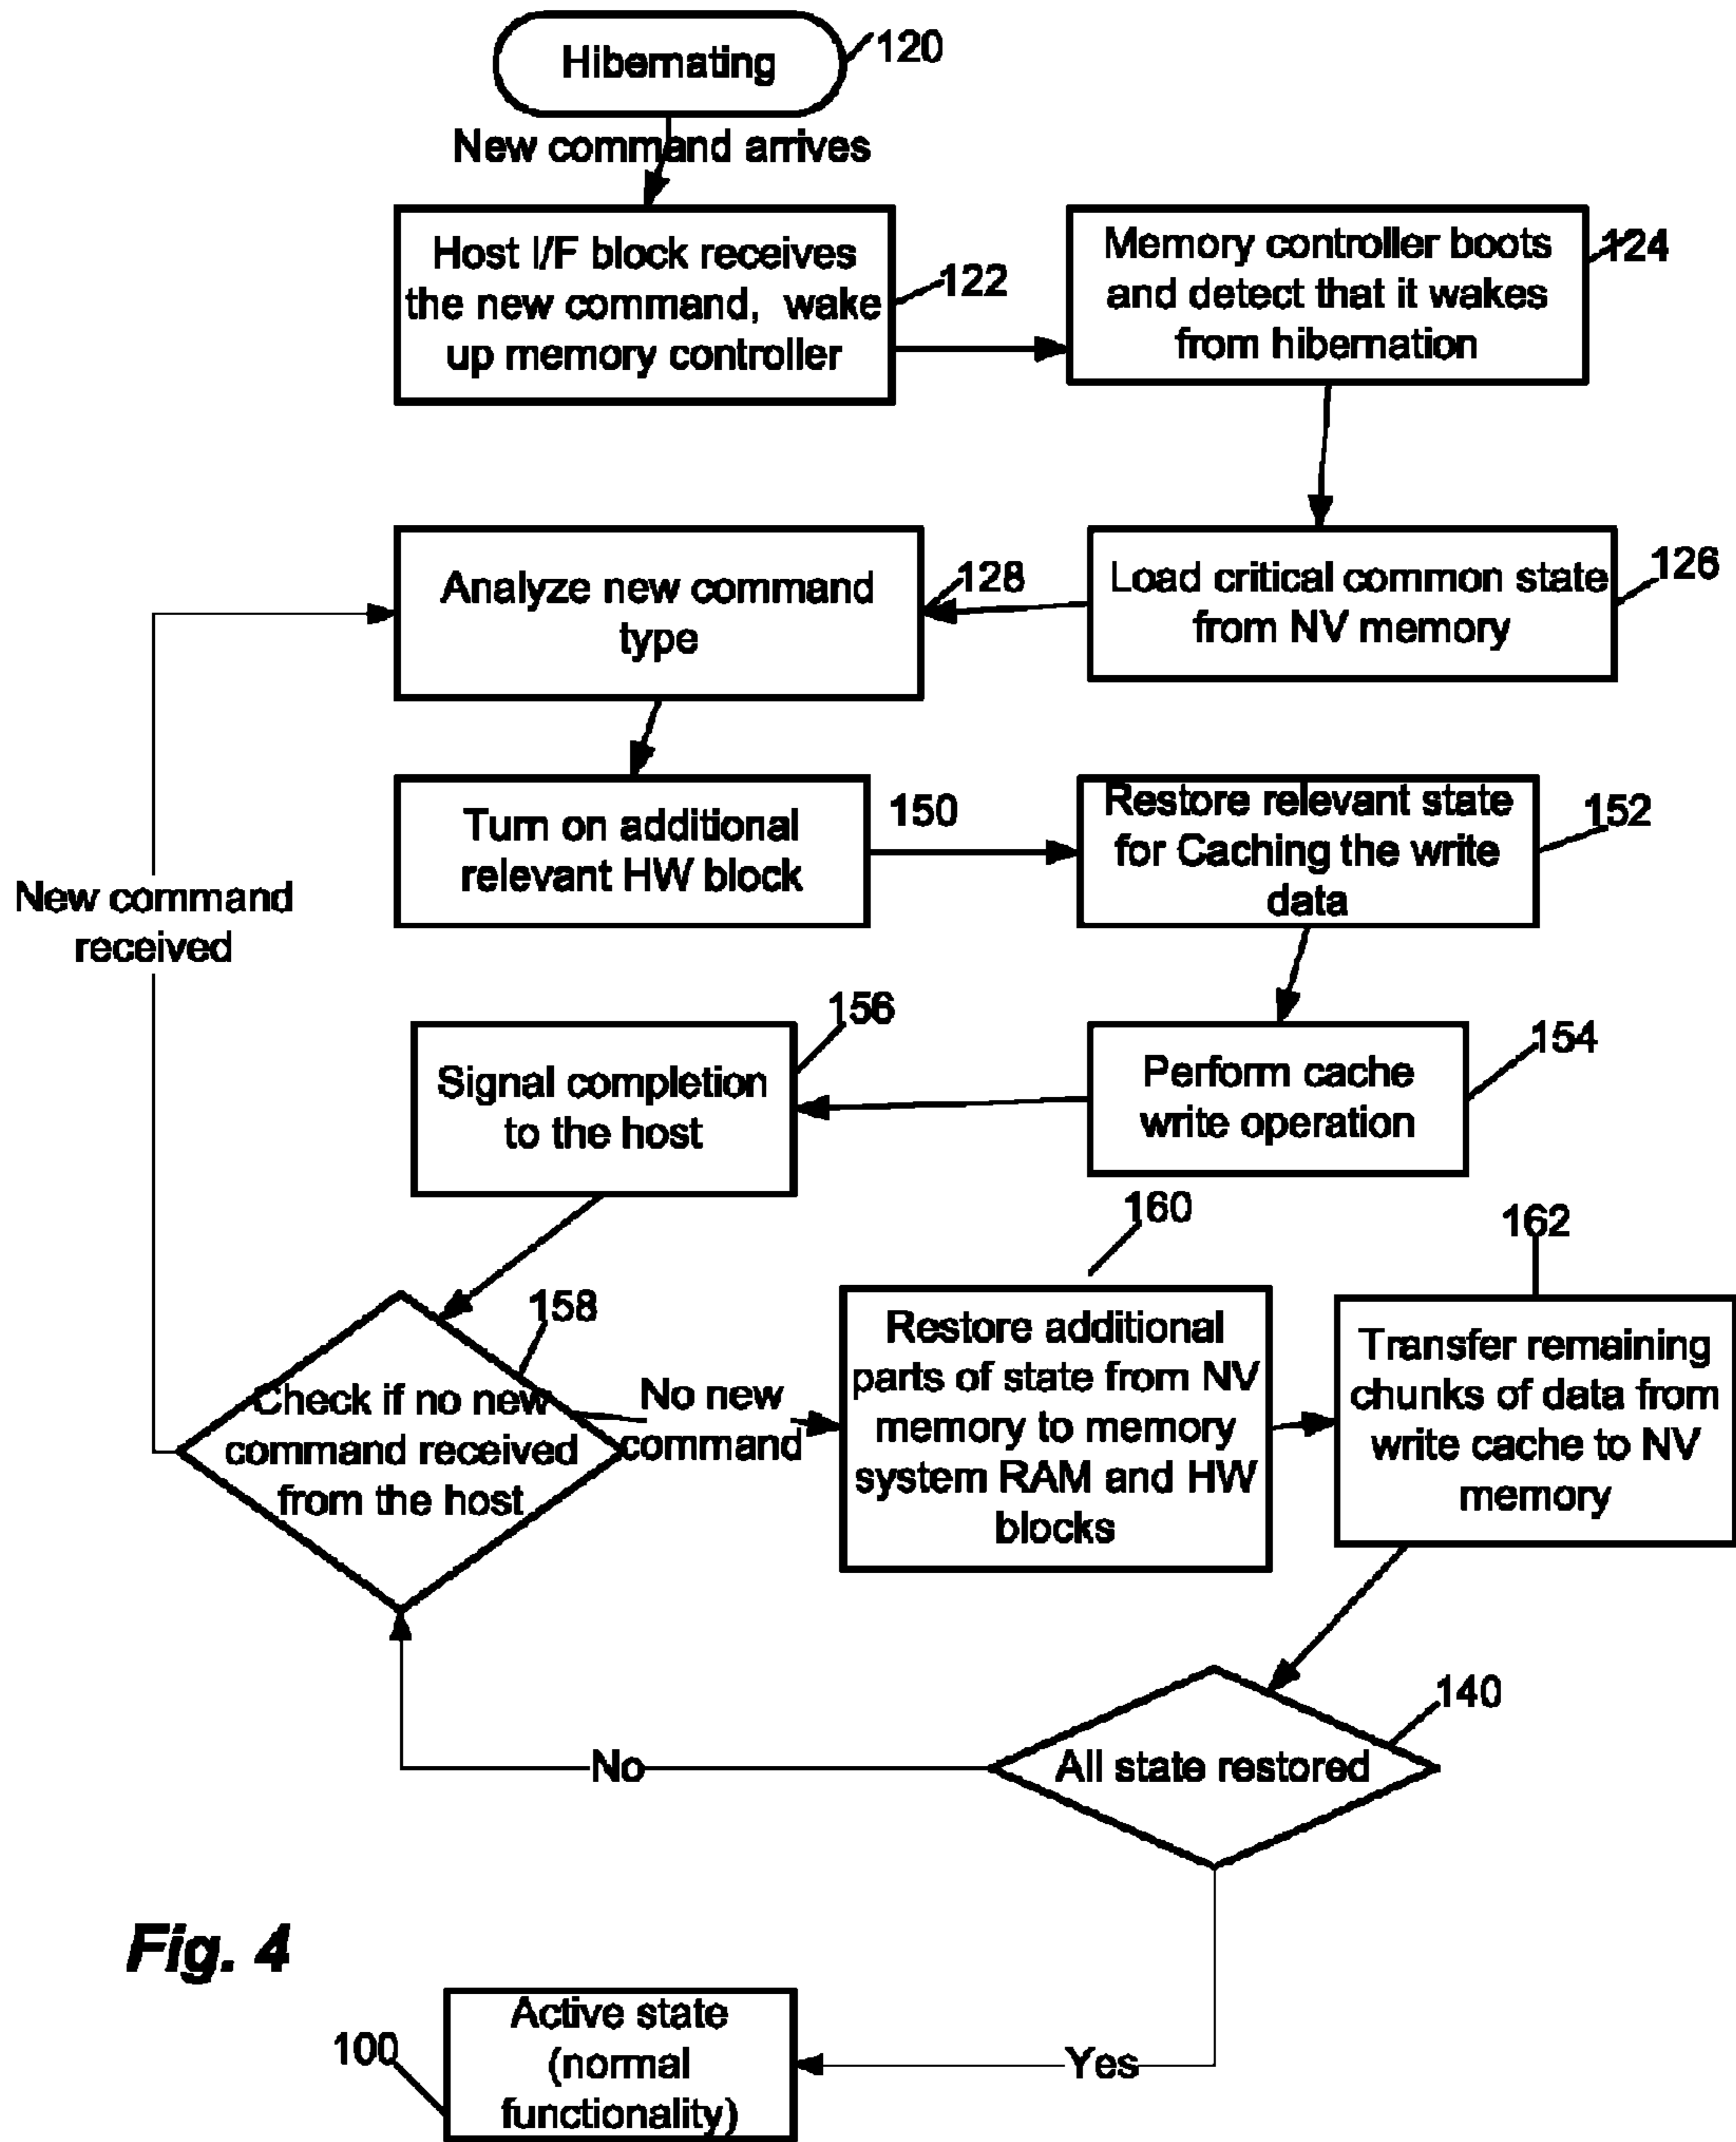 Hibernating
120
New command arrives
Host I/F block receives
the new command, wake
up memory controller
122
Memory controller boots
and detect that it wakes
from hibernation
124
Analyze new command
type
128
Load critical common state
from NV memory
126
Turn on additional
relevant HW block
150
Restore relevant state
for Caching the write
data
152
New command
received
156
Signal completion
to the host
Perform cache
write operation
154
160
162
158
Check if no new
command received
from the host
No new
command
Restore additional
parts of state from NV
memory to memory
system RAM and HW
blocks
Transfer remaining
chunks of data from
write cache to NV
memory
140
All state restored
No
Fig. 4
Active state
(normal
functionality)
100
Yes